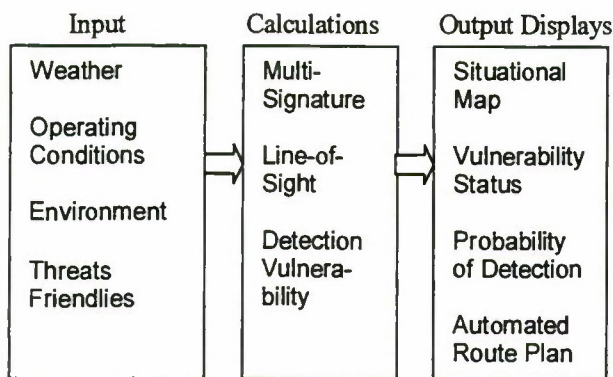 Input
Weather
Operating
Conditions
Environment
Threats
Friendlies
Calculations
Multi-
Signature
Line-of-
Sight
Detection
Vulnera-
bility
Output Displays
Situational
Map
Vulnerability
Status
Probability
of Detection
Automated
Route Plan